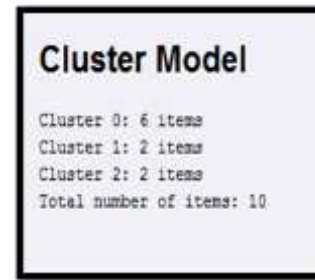 Cluster Model
Cluster 0: 6 items
Cluster 1: 2 items
Cluster 2: 2 items
Total number of items: 10